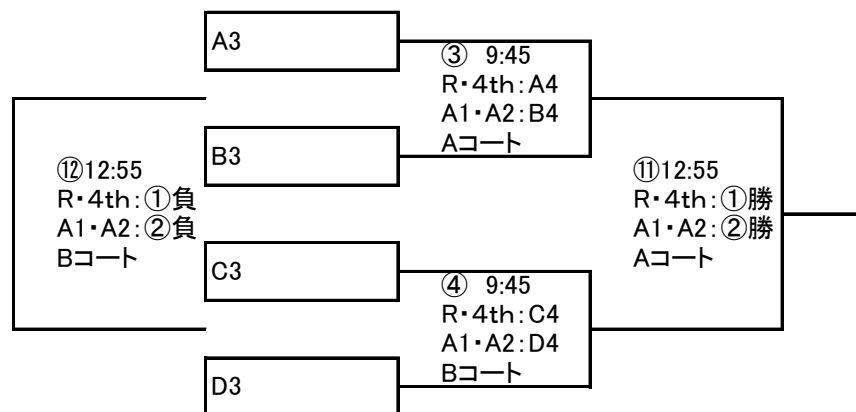 A3
③ 9:45
R・4th:A4
A1・A2:B4
Aコート
B3
⑫12:55
R・4th:①負
A1・A2:②負
Bコート
⑪12:55
R・4th:①勝
A1・A2:②勝
Aコート
C3
④ 9:45
R・4th:C4
A1・A2:D4
Bコート
D3